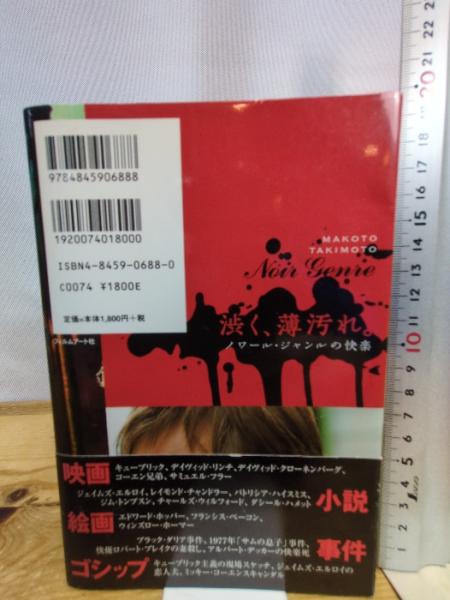 9784845906888
1920074018000
ISBN4-8459-0688-0
C0074 ¥1800E
定価=本体1,800円+税
フィルムアート社
MAKOTO
TAKIMOTO
Noir Genre
渋く、薄汚れ。
ノワール・ジャンルの快楽
映画
キューブリック、デイヴィッド・リンチ、デイヴィッド・クローネンバーグ、
コーエン兄弟、サミュエル・フラー
小説
ジェイムズ・エルロイ、レイモンド・チャンドラー、パトリシア・ハイスミス、
ジム・トンプスン、チャールズ・ウィルフォード、ダシール・ハメット
絵画
エドワード・ホッパー、フランシス・ベーコン、
ウィンズロー・ホーマー
事件
ブラック・ダリア事件、1977年「サムの息子」事件、
快優ロバート・ブレイクの妻殺し、アルバート・デッカーの快楽死
ゴシップ
キューブリック主義の現場スケッチ、ジェイムズ・エルロイの
恋人夫、ミッキー・コーエンスキャンダル
10
20
21
22